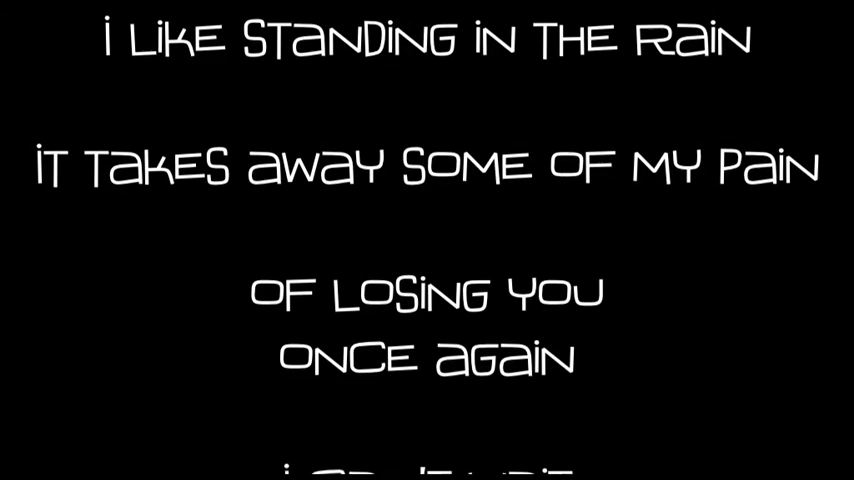 i Like STanDing in THE Rain
iT Takes away some of my pain
of Losing you
once again